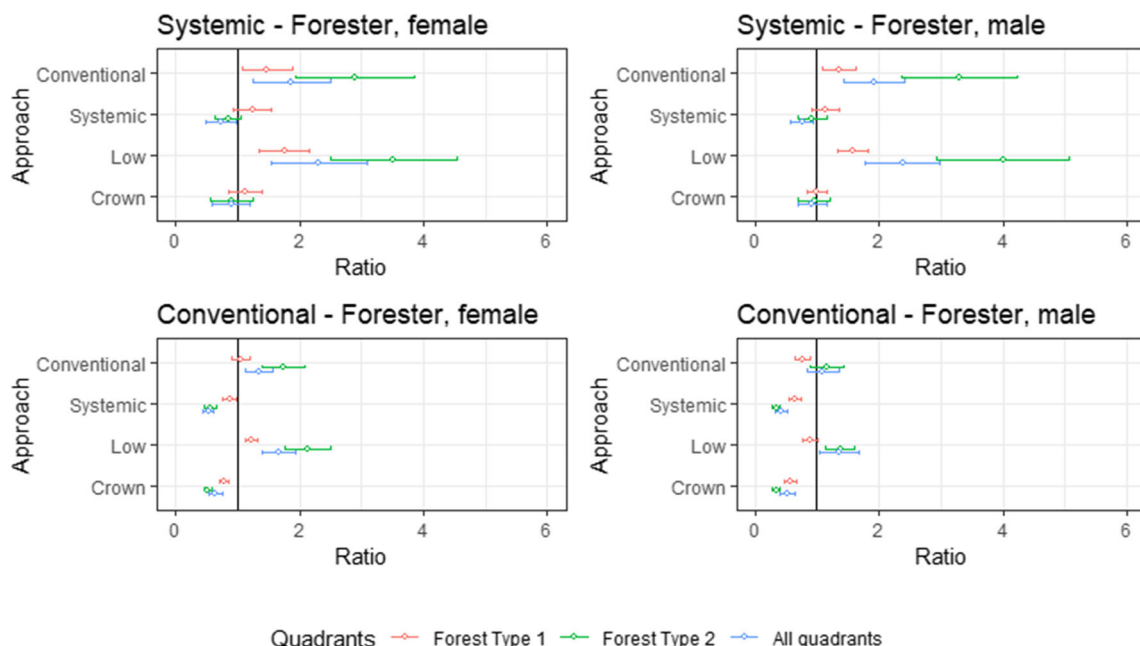 Systemic - Forester, female
Approach
Conventional
Systemic
Low
Crown
0 2 4 6
Ratio
Systemic - Forester, male
Approach
Conventional
Systemic
Low
Crown
0 2 4 6
Ratio
Conventional - Forester, female
Approach
Conventional
Systemic
Low
Crown
0 2 4 6
Ratio
Conventional - Forester, male
Approach
Conventional
Systemic
Low
Crown
0 2 4 6
Ratio
Quadrants Forest Type 1 Forest Type 2 All quadrants